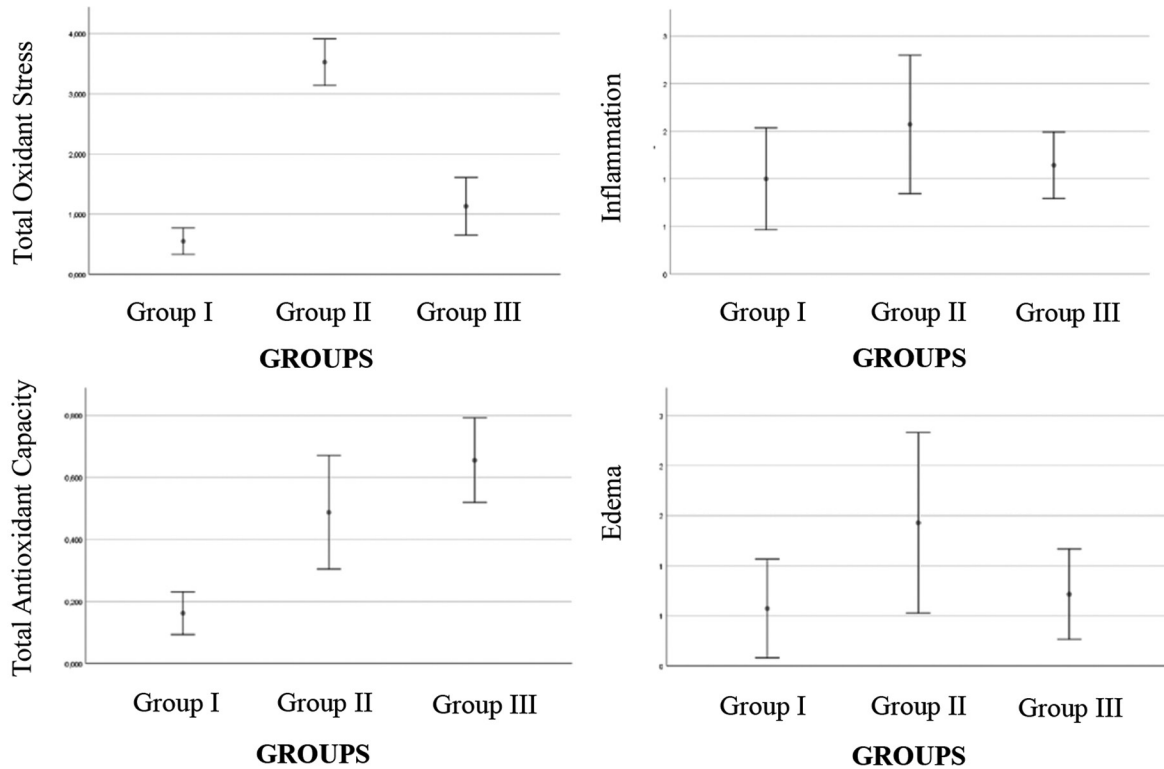 Total Oxidant Stress
4,000
3,000
2,000
1,000
0,000
Group I
Group II
Group III
GROUPS
Inflammation
3
2
2
1
1
0
Group I
Group II
Group III
GROUPS
Total Antioxidant Capacity
0,800
0,600
0,400
0,200
0,000
Group I
Group II
Group III
GROUPS
Edema
3
2
2
1
1
0
Group I
Group II
Group III
GROUPS